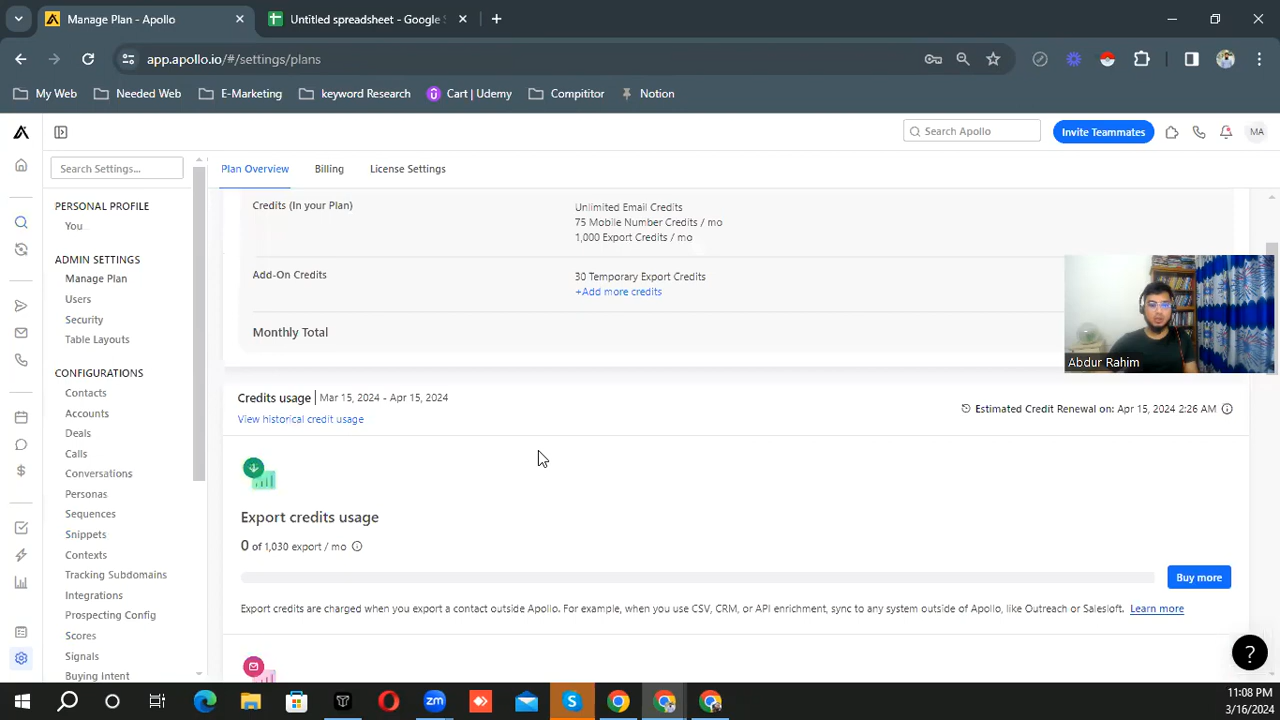 Manage Plan - Apollo
Untitled spreadsheet - Google S
app.apollo.io/#/settings/plans
My Web
Needed Web
E-Marketing
keyword Research
Cart | Udemy
Compititor
Notion
Search Apollo
Invite Teammates
MA
Search Settings...
Plan Overview
Billing
License Settings
PERSONAL PROFILE
You
ADMIN SETTINGS
Manage Plan
Users
Security
Table Layouts
CONFIGURATIONS
Contacts
Accounts
Deals
Calls
Conversations
Personas
Sequences
Snippets
Contexts
Tracking Subdomains
Integrations
Prospecting Config
Scores
Signals
Buying Intent
Credits (In your Plan)
Unlimited Email Credits
75 Mobile Number Credits / mo
1,000 Export Credits / mo
Add-On Credits
30 Temporary Export Credits
+Add more credits
Monthly Total
Abdur Rahim
Credits usage | Mar 15, 2024 - Apr 15, 2024
View historical credit usage
Estimated Credit Renewal on: Apr 15, 2024 2:26 AM
Export credits usage
0 of 1,030 export / mo
Buy more
Export credits are charged when you export a contact outside Apollo. For example, when you use CSV, CRM, or API enrichment, sync to any system outside of Apollo, like Outreach or Salesloft. Learn more
?
zm
11:08 PM
3/16/2024